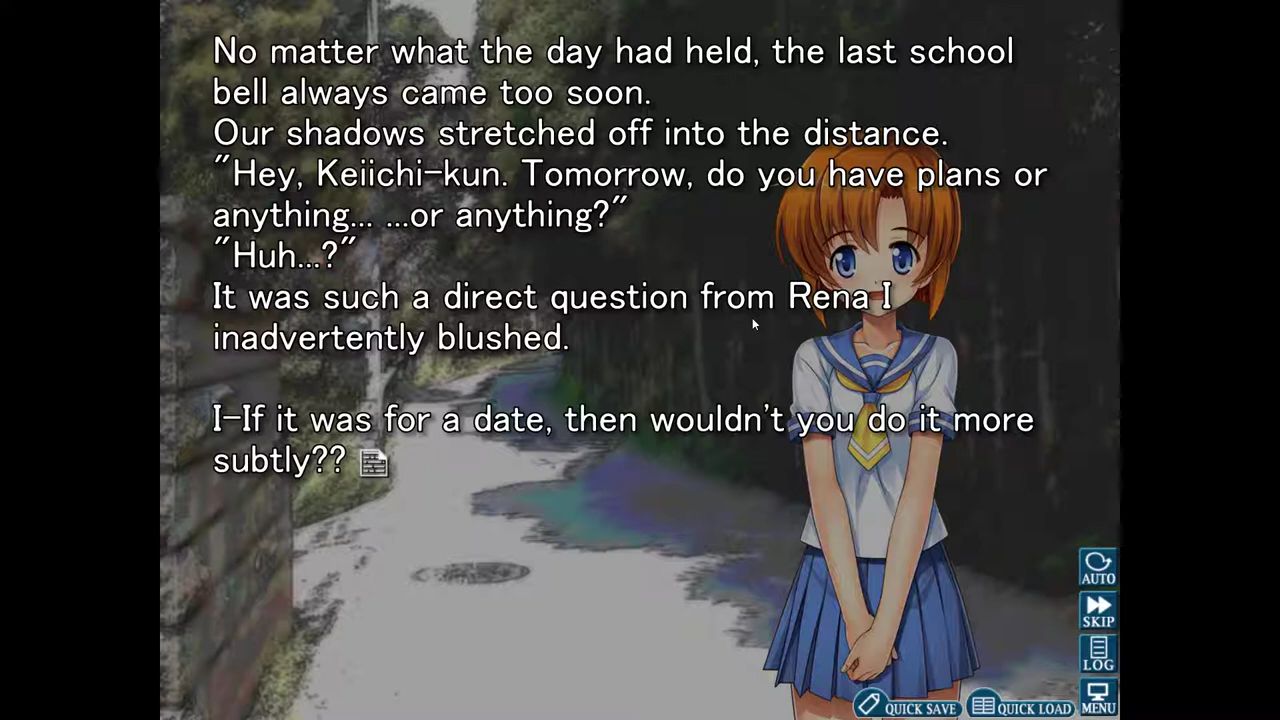 No matter what the day had held, the last school
bell always came too soon.
Our shadows stretched off into the distance.
"Hey, Keiichi-kun. Tomorrow, do you have plans or
anything... ...or anything?"
"Huh...?"
It was such a direct question from Rena I
inadvertently blushed.
I-If it was for a date, then wouldn't you do it more
subtly??
AUTO
SKIP
LOG
MENU
QUICK SAVE
QUICK LOAD